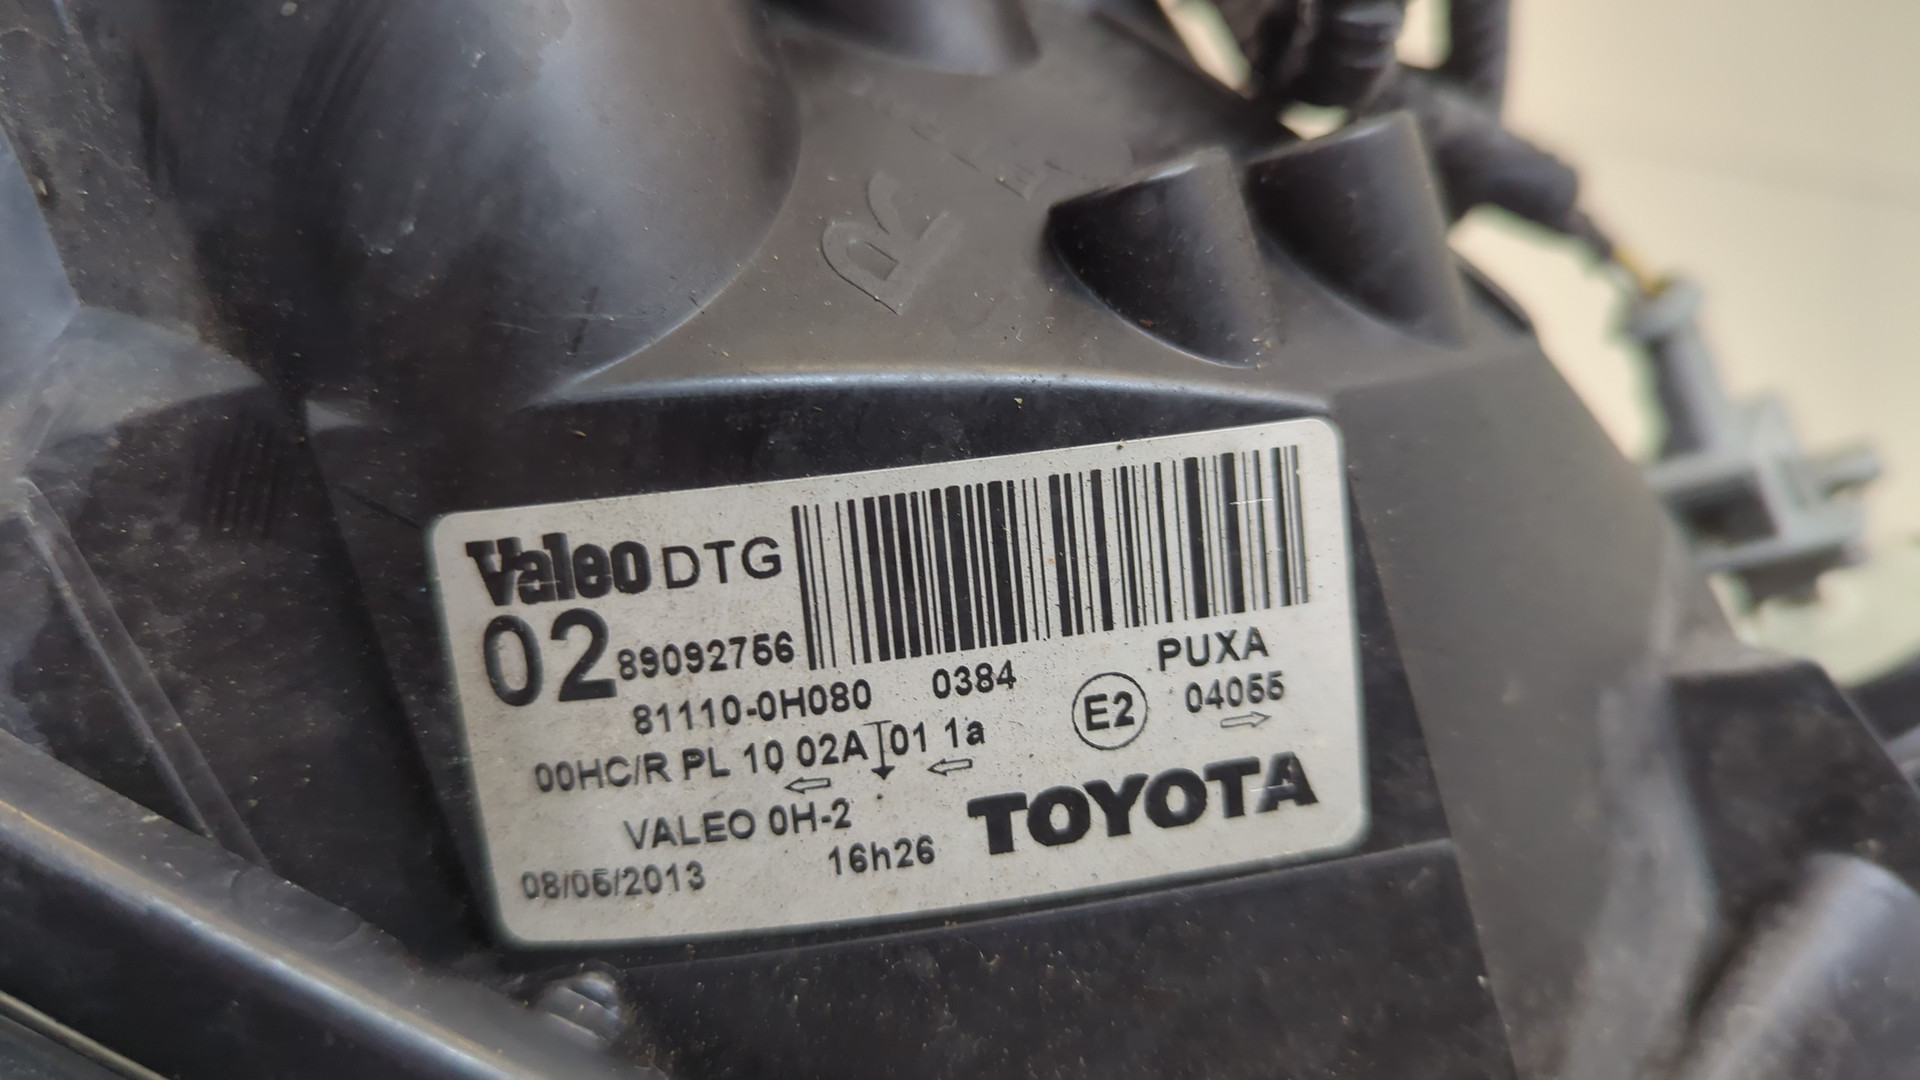 R
Valeo DTG
02 89092756
81110-0H080 0384 PUXA
00HC/R PL 10 02A 01 1a E2 04055
VALEO 0H-2 TOYOTA
08/05/2013 16h26